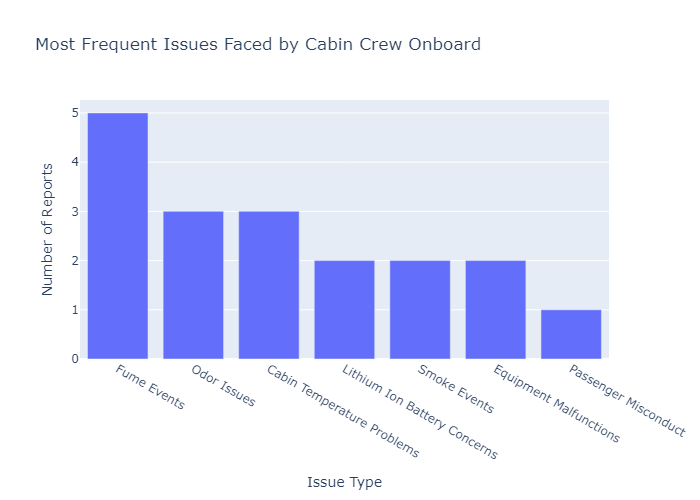 Most Frequent Issues Faced by Cabin Crew Onboard
Number of Reports
5
4
3
2
1
0
Fume Events
Odor Issues
Cabin Temperature Problems
Lithium Ion Battery Concerns
Smoke Events
Equipment Malfunctions
Passenger Misconduct
Issue Type